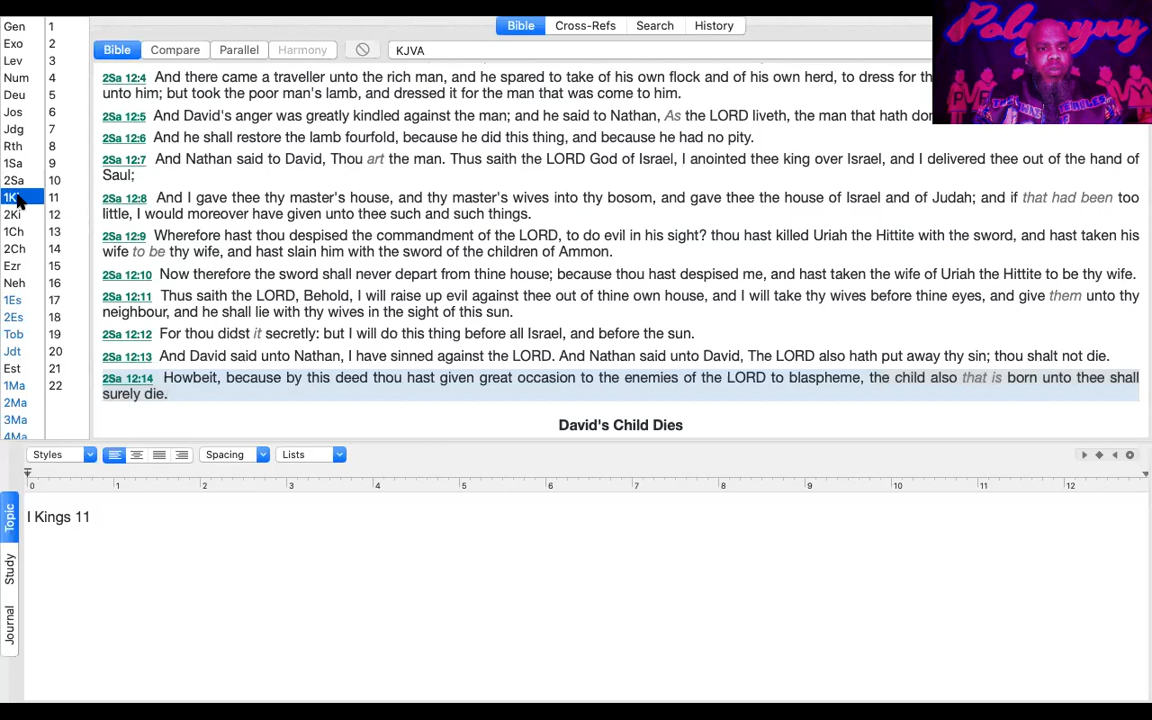 Gen
Exo
Lev
Num
Deu
Jos
Jdg
Rth
1Sa
2Sa
2Ki
1Ch
2Ch
Ezr
Neh
1Es
2Es
Tob
Jdt
Est
1Ma
2Ma
3Ma
4Ma
1
2
3
4
5
6
7
8
9
10
11
12
13
14
15
16
17
18
19
20
21
22
Bible Cross-Refs Search History
Bible Compare Parallel Harmony KJVA
2Sa 12:4 And there came a traveller unto the rich man, and he spared to take of his own flock and of his own herd, to dress for
unto him; but took the poor man's lamb, and dressed it for the man that was come to him.
2Sa 12:5 And David's anger was greatly kindled against the man; and he said to Nathan, As the LORD liveth, the man that hath
2Sa 12:6 And he shall restore the lamb fourfold, because he did this thing, and because he had no pity.
2Sa 12:7 And Nathan said to David, Thou art the man. Thus saith the LORD God of Israel, I anointed thee king over Israel, and I delivered thee out of the hand of
Saul;
2Sa 12:8 And I gave thee thy master's house, and thy master's wives into thy bosom, and gave thee the house of Israel and of Judah; and if that had been too
little, I would moreover have given unto thee such and such things.
2Sa 12:9 Wherefore hast thou despised the commandment of the LORD, to do evil in his sight? thou hast killed Uriah the Hittite with the sword, and hast taken his
wife to be thy wife, and hast slain him with the sword of the children of Ammon.
2Sa 12:10 Now therefore the sword shall never depart from thine house; because thou hast despised me, and hast taken the wife of Uriah the Hittite to be thy wife.
2Sa 12:11 Thus saith the LORD, Behold, I will raise up evil against thee out of thine own house, and I will take thy wives before thine eyes, and give them unto thy
neighbour, and he shall lie with thy wives in the sight of this sun.
2Sa 12:12 For thou didst it secretly: but I will do this thing before all Israel, and before the sun.
2Sa 12:13 And David said unto Nathan, I have sinned against the LORD. And Nathan said unto David, The LORD also hath put away thy sin; thou shalt not die.
2Sa 12:14 Howbeit, because by this deed thou hast given great occasion to the enemies of the LORD to blaspheme, the child also that is born unto thee shall
surely die.
David's Child Dies
Styles Spacing Lists
0 1 2 3 4 5 6 7 8 9 10 11 12
Topic
Study
Journal
I Kings 11